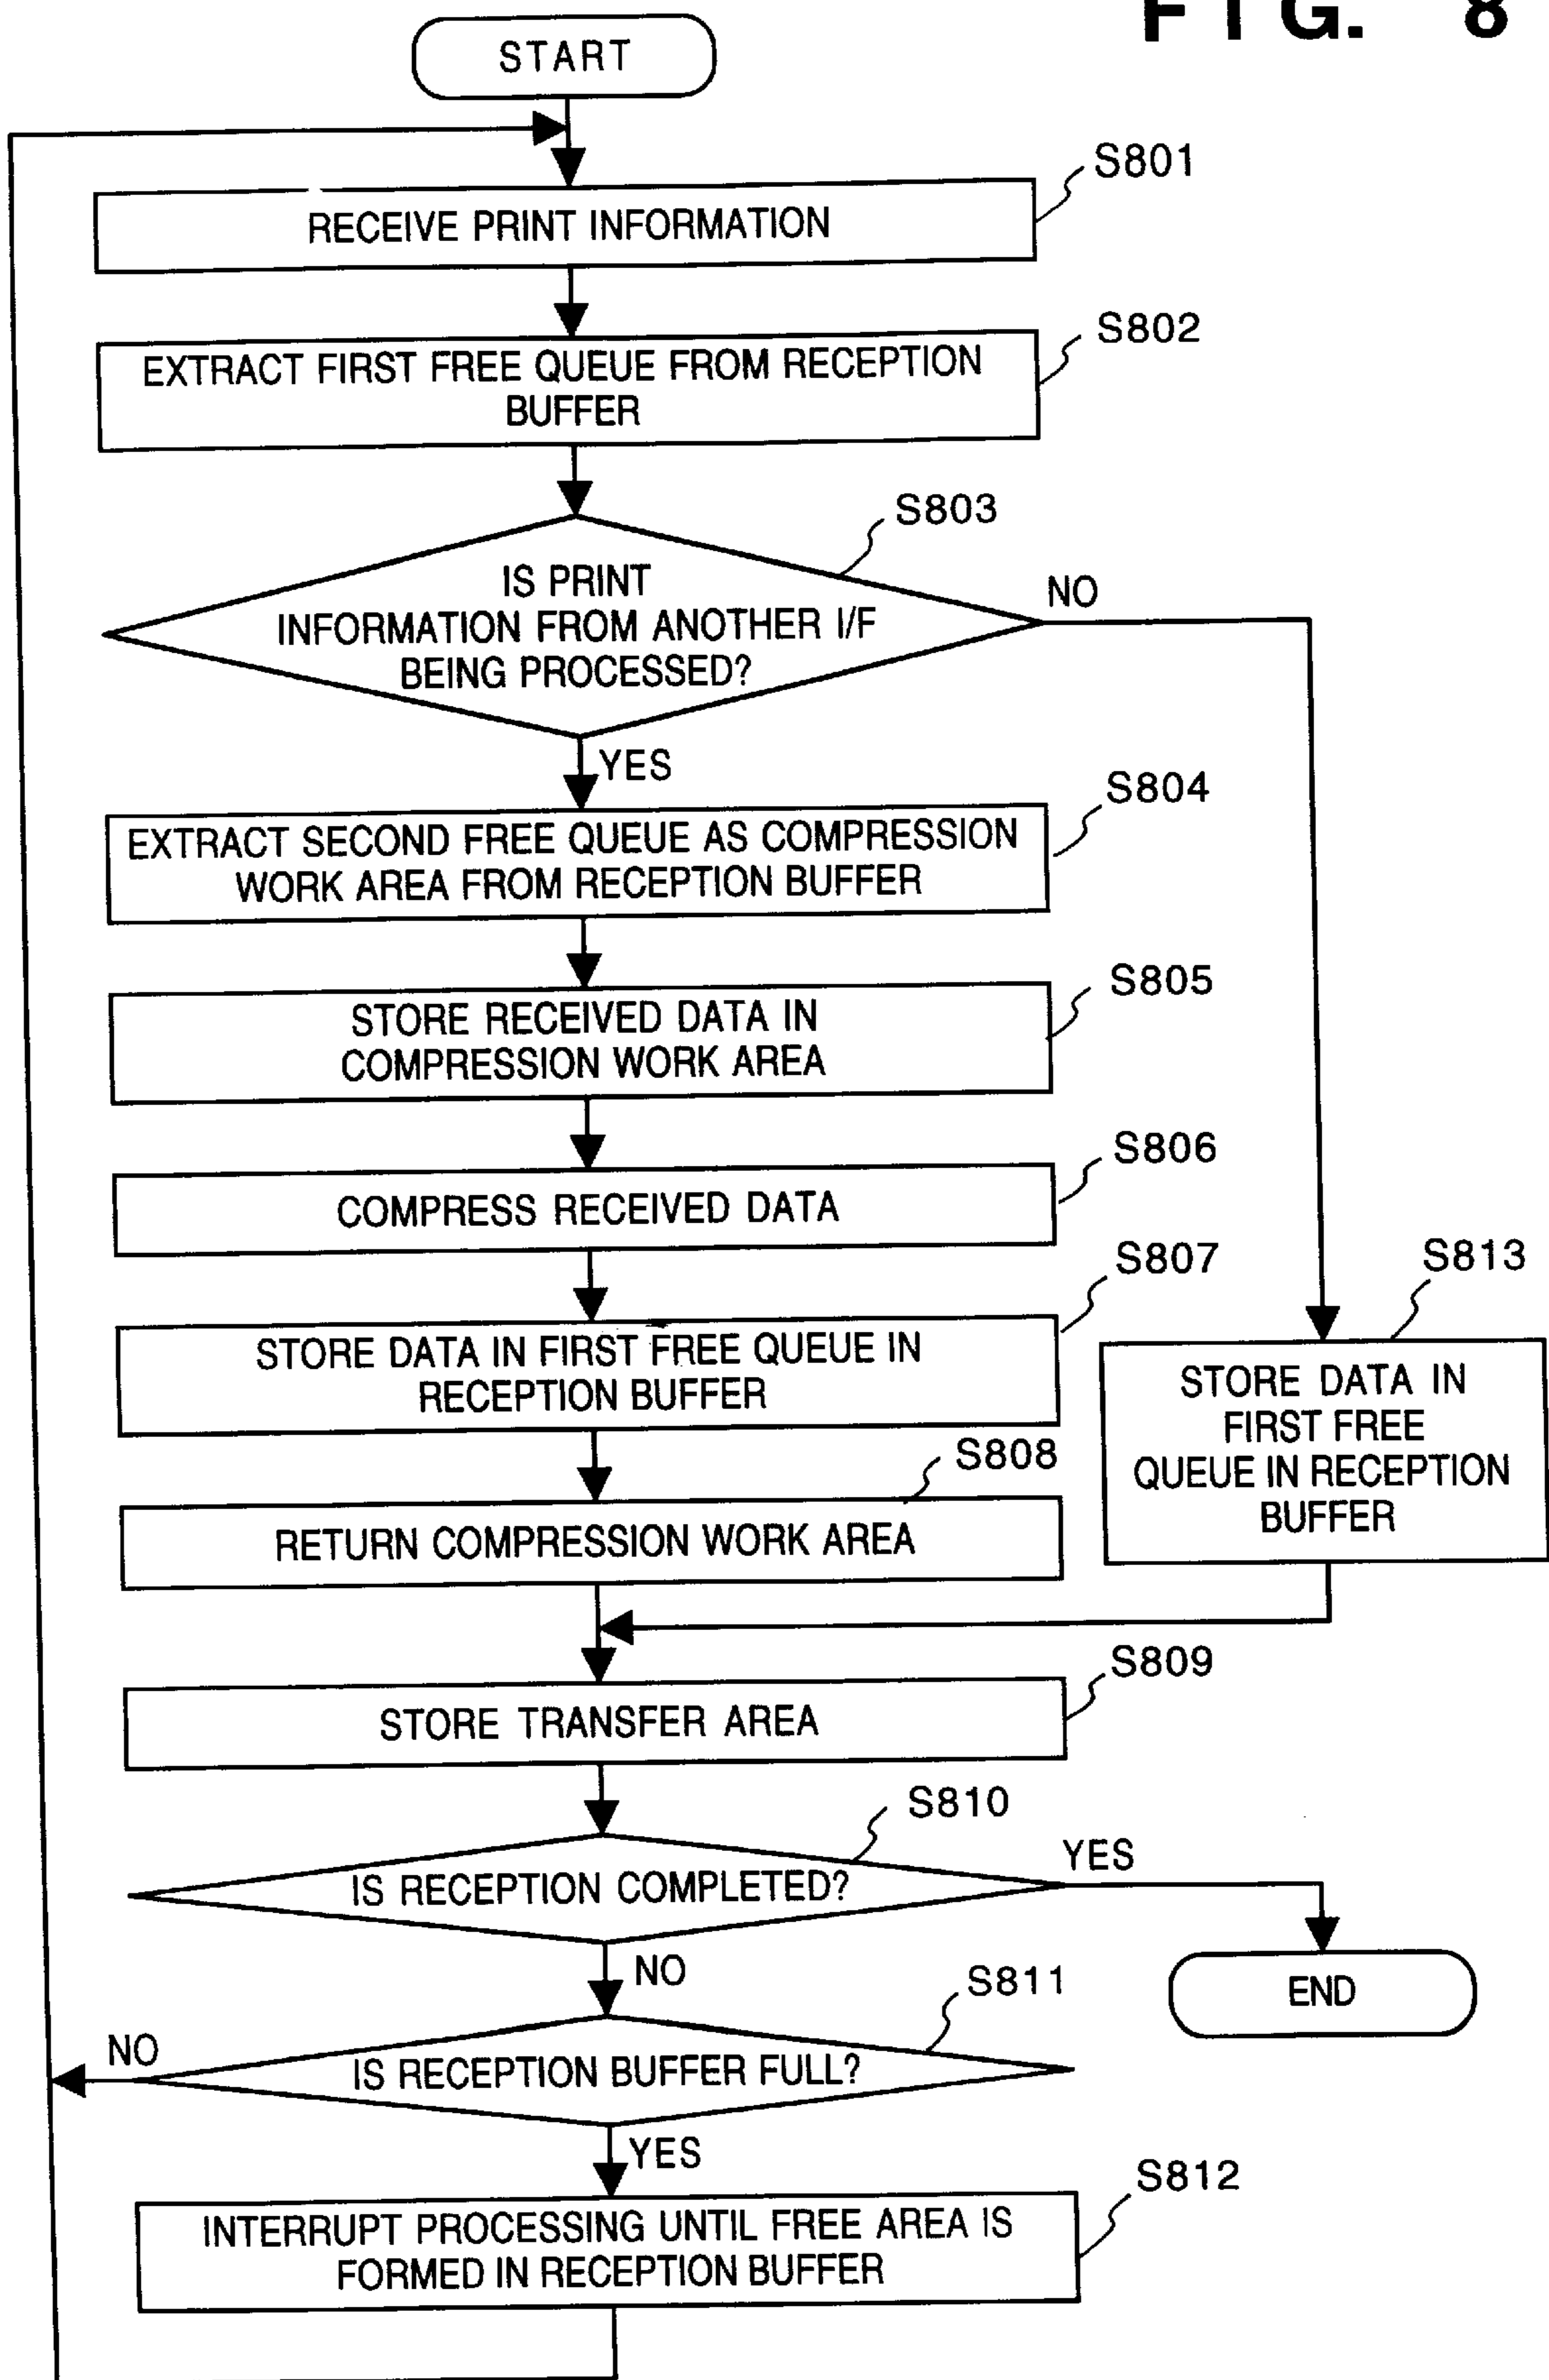 FIG. 8
START
S801
RECEIVE PRINT INFORMATION
S802
EXTRACT FIRST FREE QUEUE FROM RECEPTION
BUFFER
S803
IS PRINT
INFORMATION FROM ANOTHER I/F
BEING PROCESSED?
NO
YES
S804
EXTRACT SECOND FREE QUEUE AS COMPRESSION
WORK AREA FROM RECEPTION BUFFER
S805
STORE RECEIVED DATA IN
COMPRESSION WORK AREA
S806
COMPRESS RECEIVED DATA
S807
STORE DATA IN FIRST FREE QUEUE IN
RECEPTION BUFFER
S813
STORE DATA IN
FIRST FREE
QUEUE IN RECEPTION
BUFFER
S808
RETURN COMPRESSION WORK AREA
S809
STORE TRANSFER AREA
S810
IS RECEPTION COMPLETED?
YES
END
NO
S811
IS RECEPTION BUFFER FULL?
NO
YES
S812
INTERRUPT PROCESSING UNTIL FREE AREA IS
FORMED IN RECEPTION BUFFER